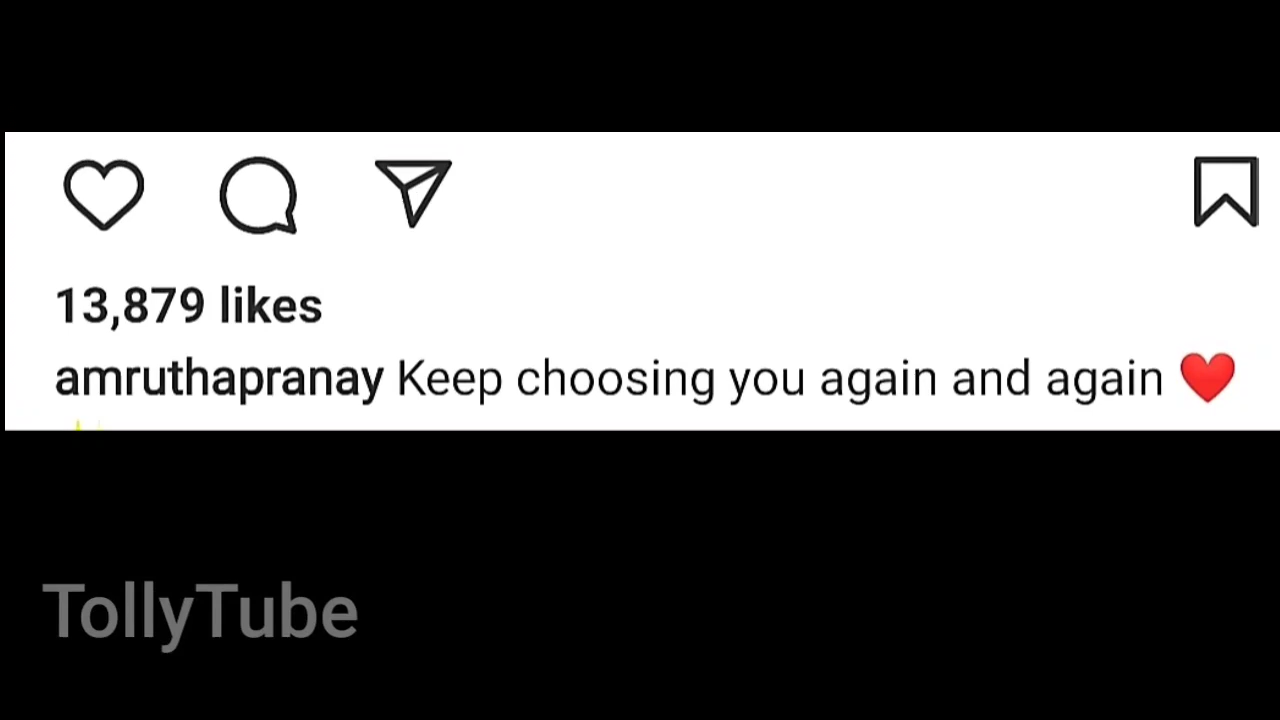 13,879 likes
amruthapranay Keep choosing you again and again ❤️
TollyTube